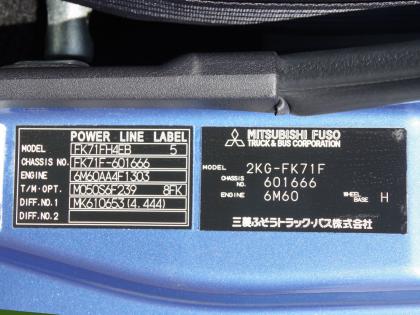 POWER LINE LABEL
MODEL FK71FH4EB 5
CHASSIS NO. FK71F-601666
ENGINE 6M60AA4F1303
T/M.OPT. M050S6F239 8FK
DIFF.NO.1 MK610653(4.444)
DIFF.NO.2
MITSUBISHI FUSO
TRUCK & BUS CORPORATION
MODEL 2KG-FK71F
CHASSIS NO. 601666
ENGINE 6M60 WHEEL BASE H
三菱ふそうトラック・バス株式会社